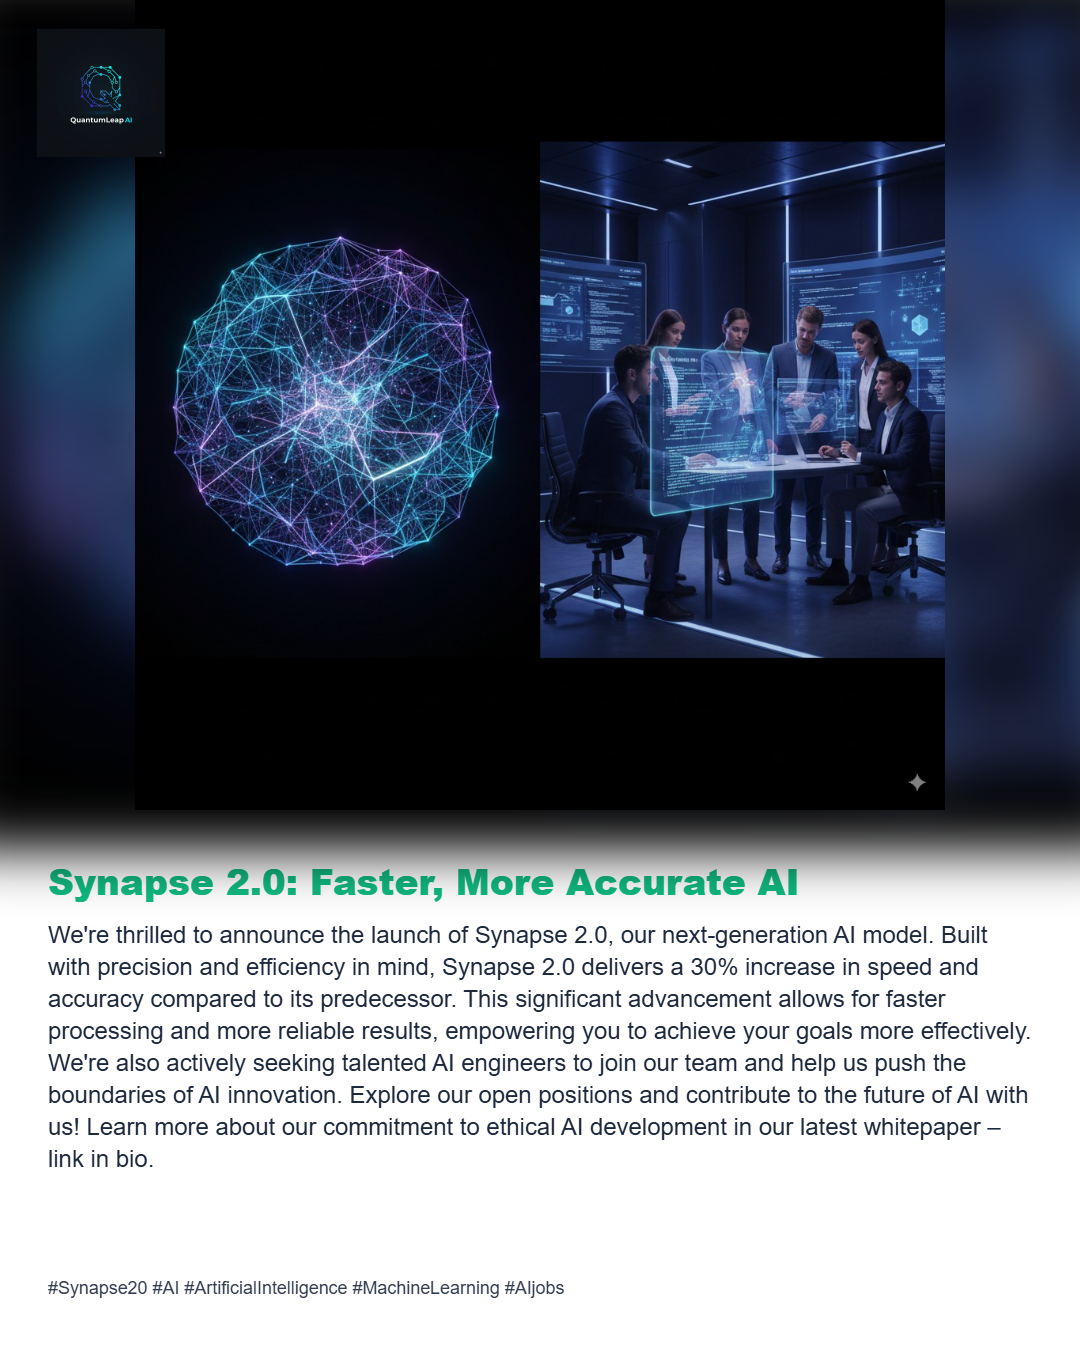 QuantumLeap AI
Synapse 2.0: Faster, More Accurate AI
We're thrilled to announce the launch of Synapse 2.0, our next-generation AI model. Built
with precision and efficiency in mind, Synapse 2.0 delivers a 30% increase in speed and
accuracy compared to its predecessor. This significant advancement allows for faster
processing and more reliable results, empowering you to achieve your goals more effectively.
We're also actively seeking talented AI engineers to join our team and help us push the
boundaries of AI innovation. Explore our open positions and contribute to the future of AI with
us! Learn more about our commitment to ethical AI development in our latest whitepaper –
link in bio.
#Synapse20 #AI #ArtificialIntelligence #MachineLearning #AIjobs